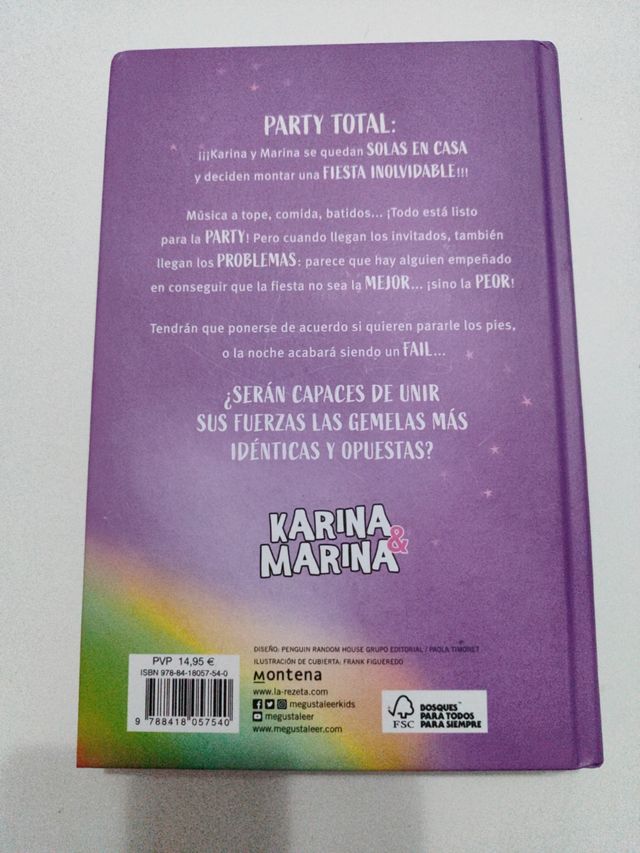 PARTY TOTAL:
¡¡¡Karina y Marina se quedan SOLAS EN CASA
y deciden montar una FIESTA INOLVIDABLE!!!
Música a tope, comida, batidos... ¡Todo está listo
para la PARTY! Pero cuando llegan los invitados, también
llegan los PROBLEMAS: parece que hay alguien empeñado
en conseguir que la fiesta no sea la MEJOR... ¡sino la PEOR!
Tendrán que ponerse de acuerdo si quieren pararle los pies,
o la noche acabará siendo un FAIL...
¿SERÁN CAPACES DE UNIR
SUS FUERZAS LAS GEMELAS MÁS
IDÉNTICAS Y OPUESTAS?
KARINA &
MARINA
DISEÑO: PENGUIN RANDOM HOUSE GRUPO EDITORIAL / PAOLA TIMONET
ILUSTRACIÓN DE CUBIERTA: FRANK FIGUEREDO
Montena
www.la-rezeta.com
megustaleerkids
megustaleer
www.megustaleer.com
PVP 14,95 €
ISBN 978-84-18057-54-0
9 788418 057540
FSC
BOSQUES
PARA TODOS
PARA SIEMPRE